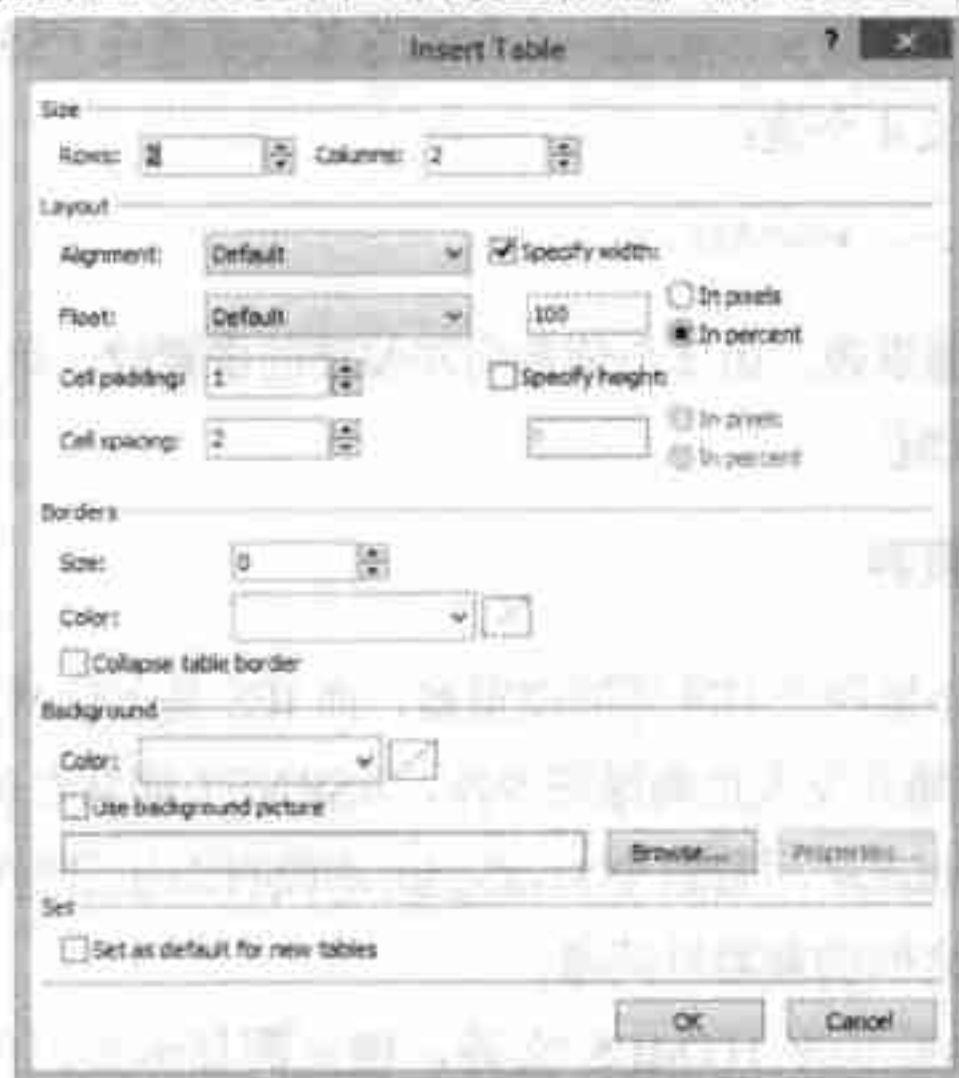 Insert Table ?
Size
Rows: 2 Columns: 2
Layout
Alignment: Default Specify width:
Float: Default 100 In pixels
In percent
Cell padding: 1 Specify height:
Cell spacing: 2 In pixels
In percent
Borders
Size: 0
Color:
Collapse table border
Background
Color:
Use background picture
Browse... Properties...
Set
Set as default for new tables
OK Cancel